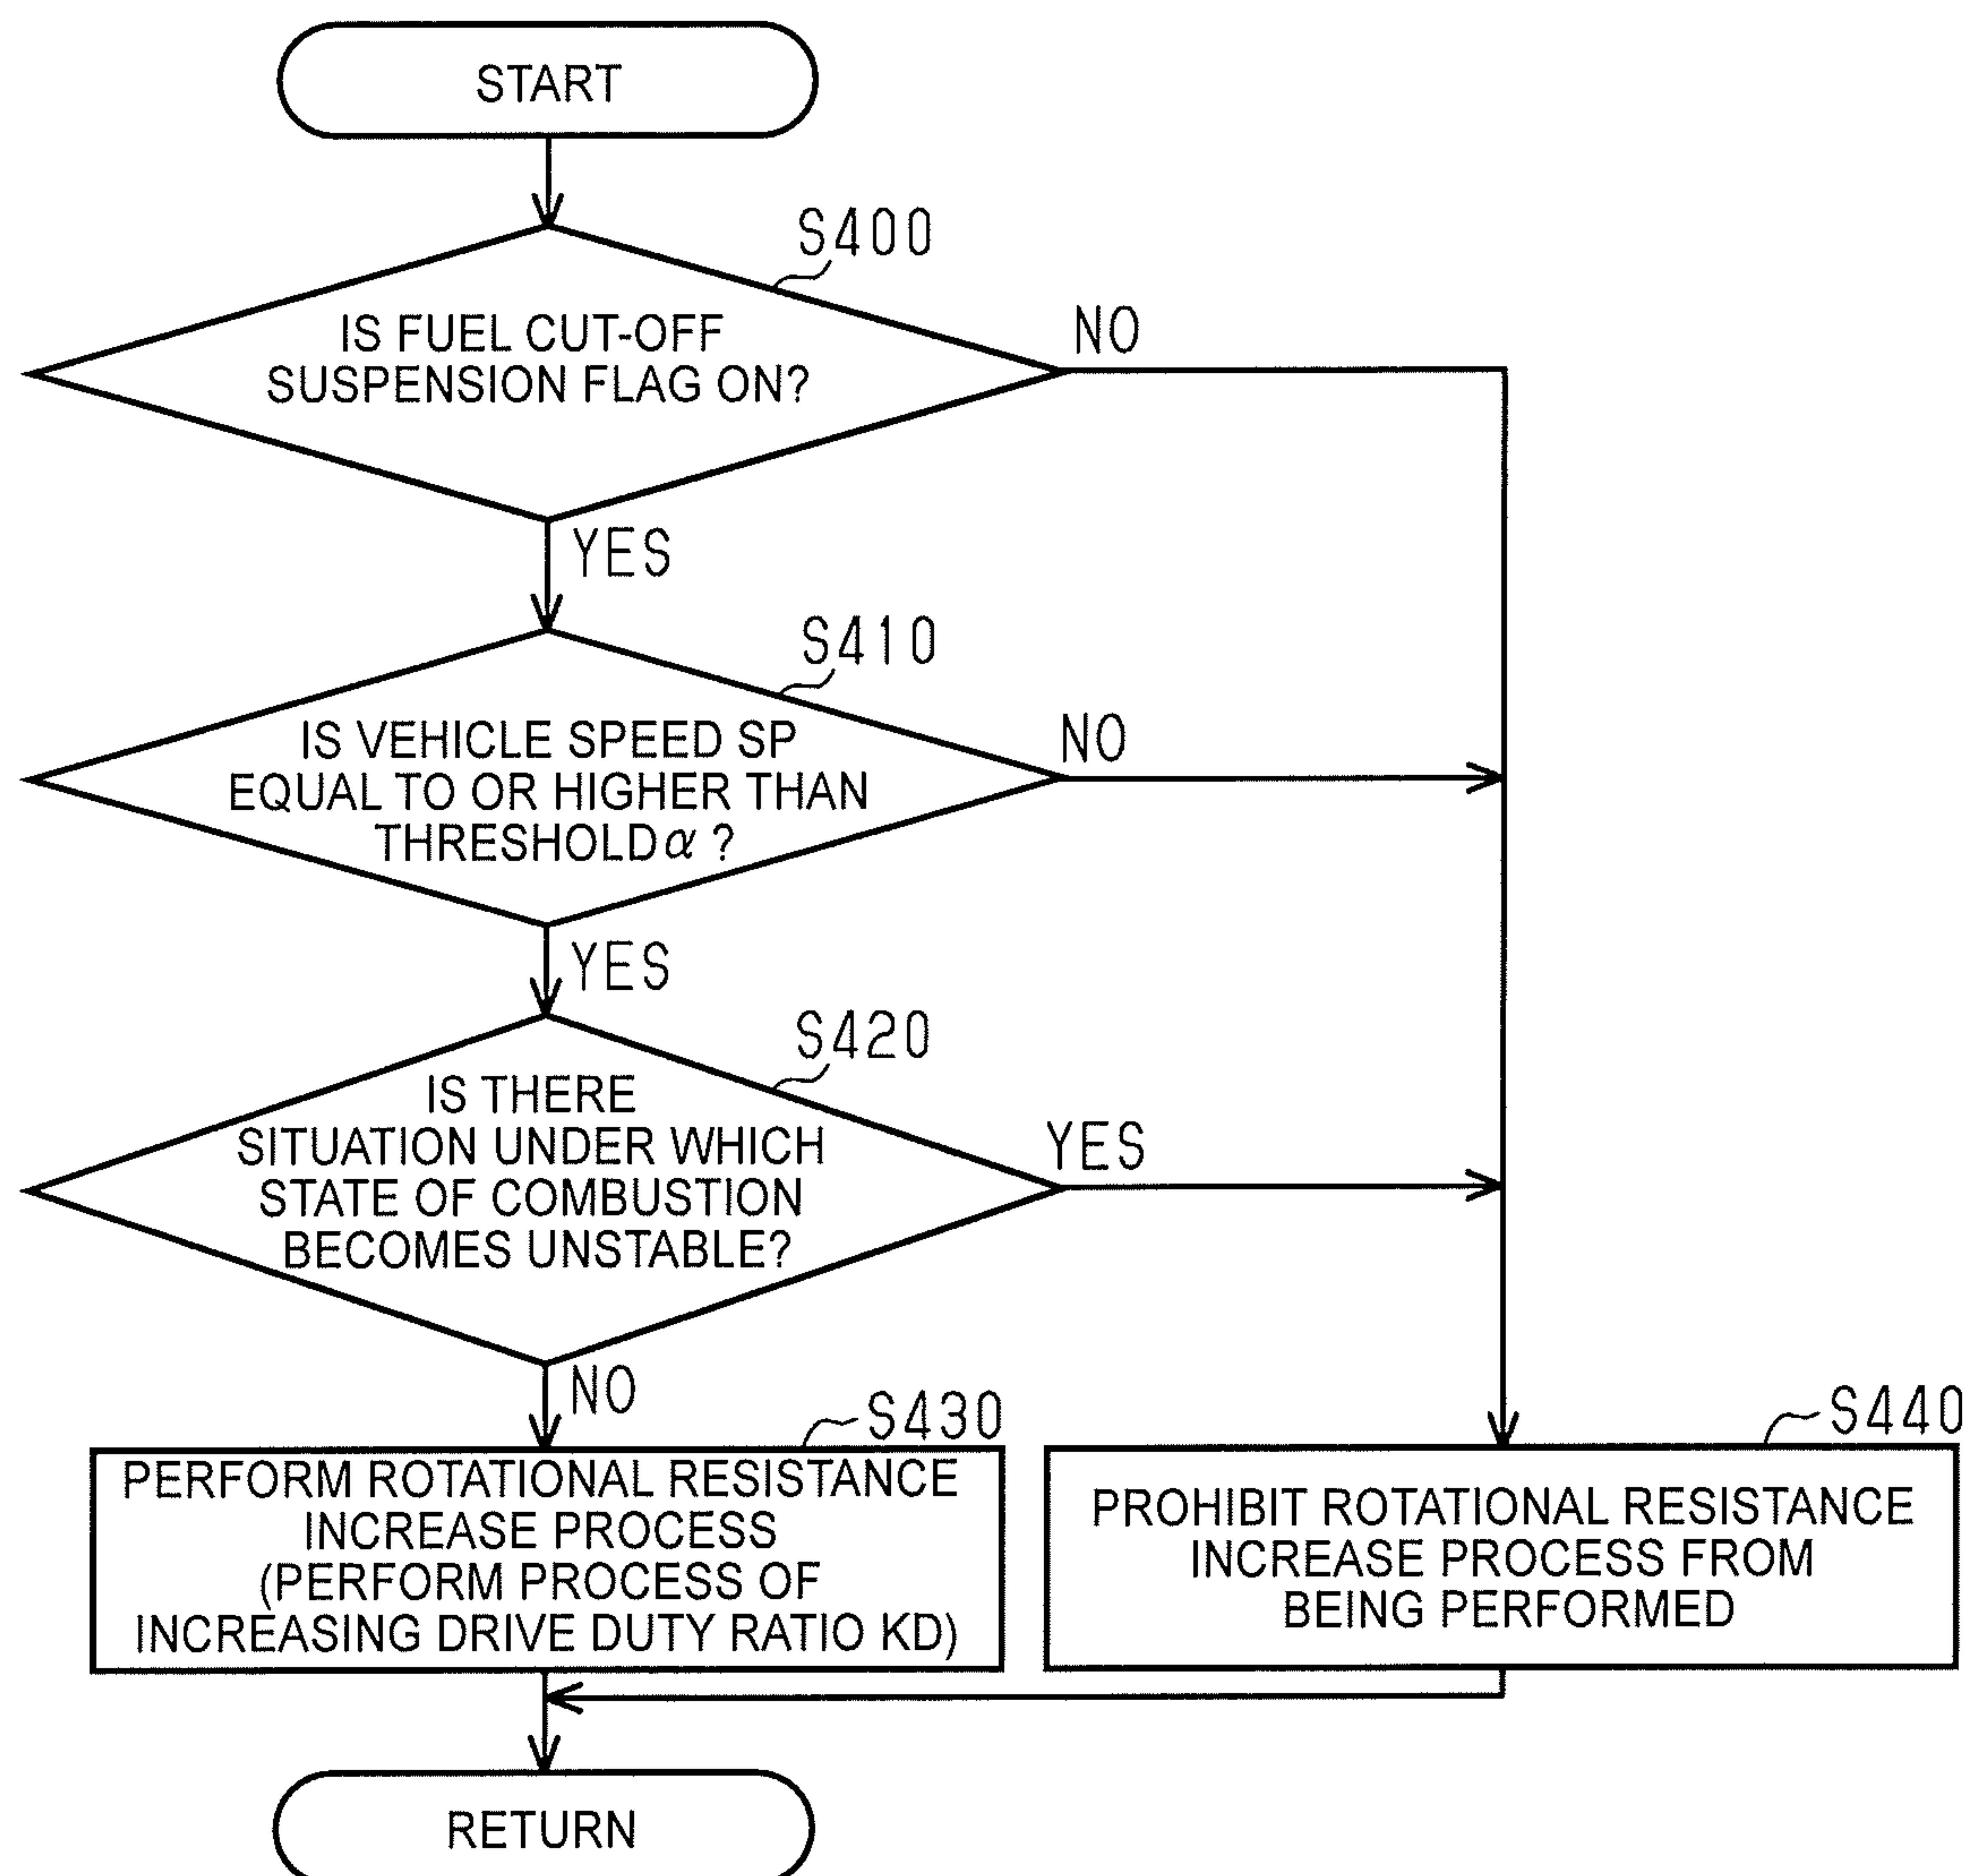 START
S400
IS FUEL CUT-OFF
SUSPENSION FLAG ON?
NO
YES
S410
IS VEHICLE SPEED SP
EQUAL TO OR HIGHER THAN
THRESHOLD α ?
NO
YES
S420
IS THERE
SITUATION UNDER WHICH
STATE OF COMBUSTION
BECOMES UNSTABLE?
YES
NO
S430
PERFORM ROTATIONAL RESISTANCE
INCREASE PROCESS
(PERFORM PROCESS OF
INCREASING DRIVE DUTY RATIO KD)
S440
PROHIBIT ROTATIONAL RESISTANCE
INCREASE PROCESS FROM
BEING PERFORMED
RETURN